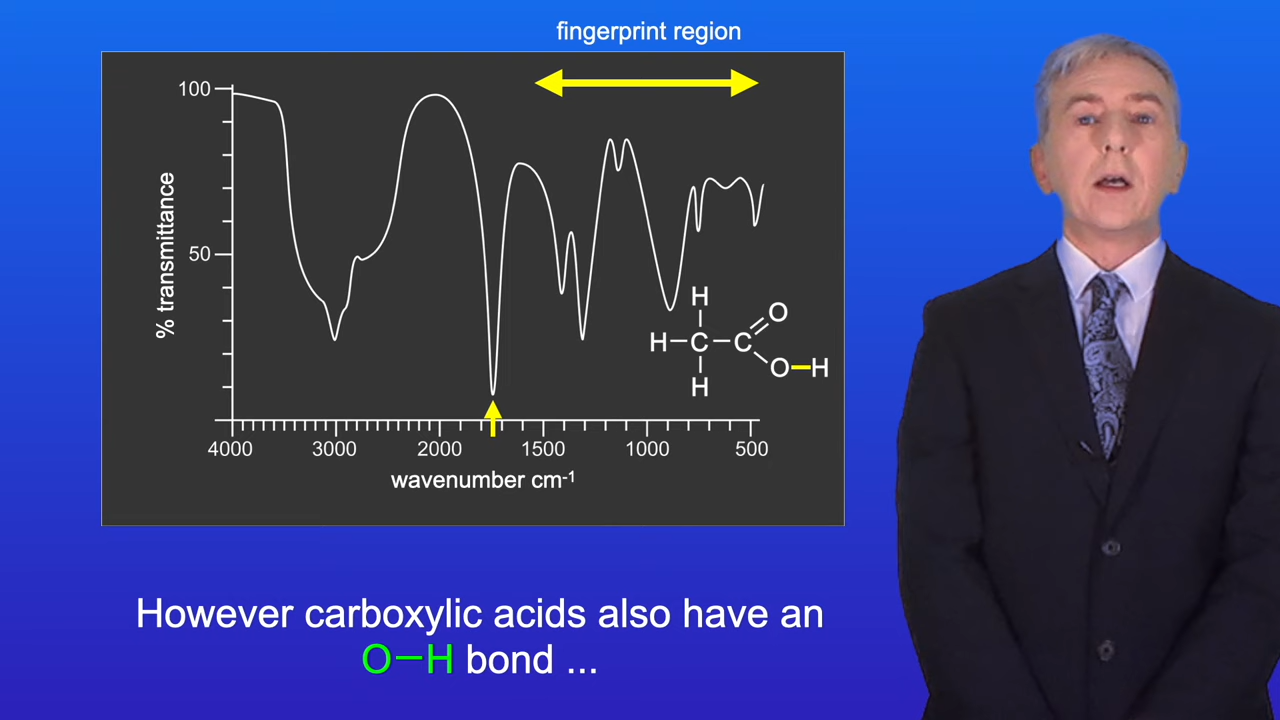 fingerprint region
100
50
% transmittance
4000 3000 2000 1500 1000 500
wavenumber cm-1
H
O
H C C
O H
H
However carboxylic acids also have an
O–H bond ...